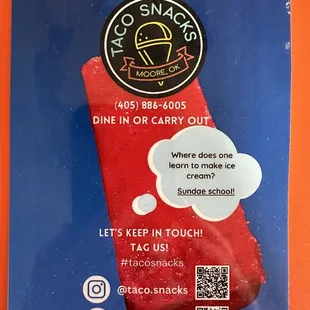 TACO SNACKS
MOORE, OK
(405) 886-6005
DINE IN OR CARRY OUT
Where does one
learn to make ice
cream?
Sundae school!
LET'S KEEP IN TOUCH!
TAG US!
#tacosnacks
@taco.snacks